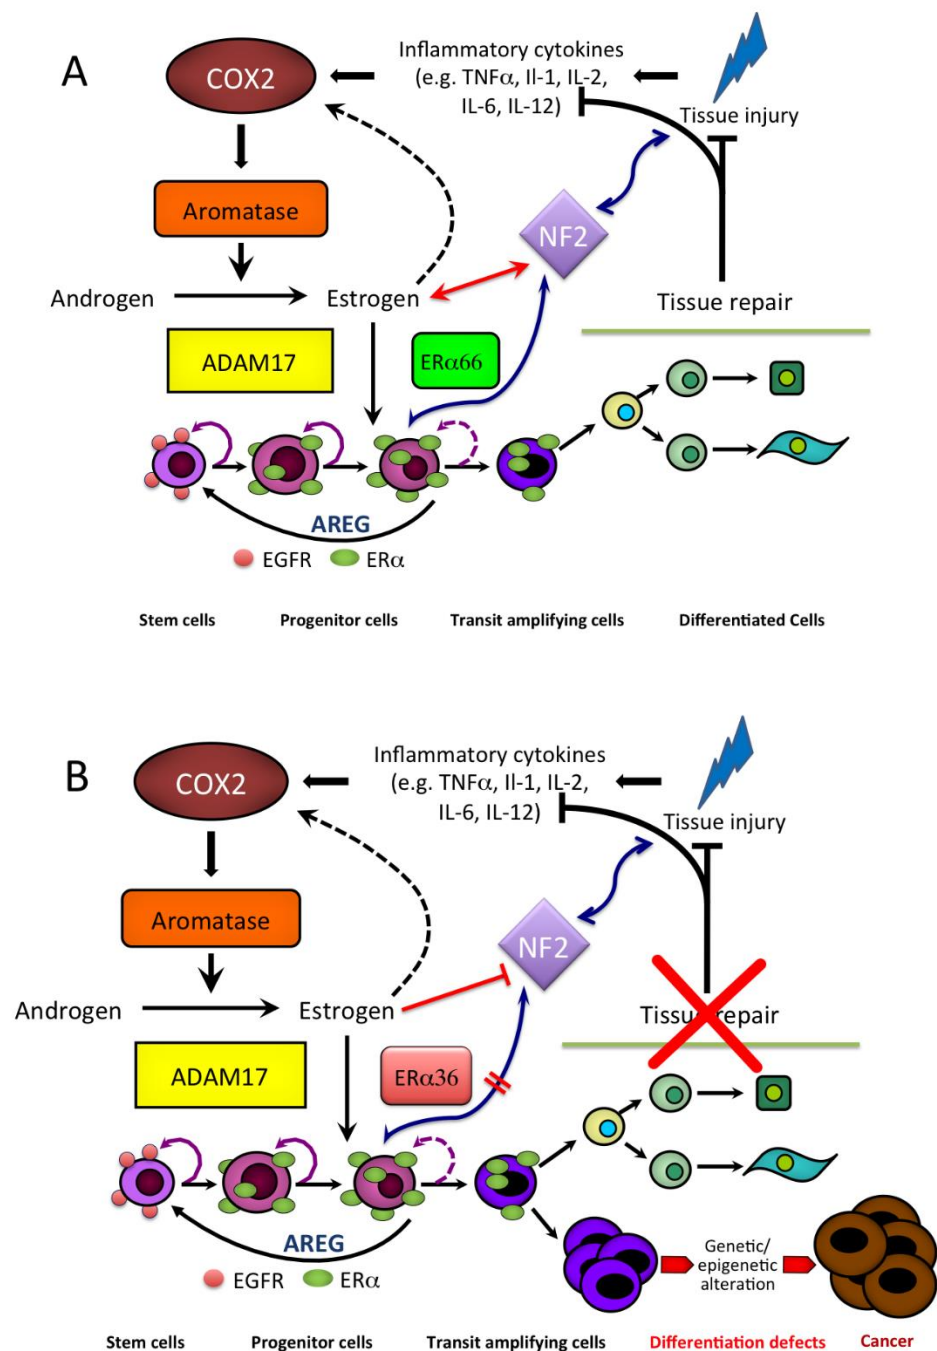 A
COX2
Inflammatory cytokines
(e.g. TNFα, Il-1, IL-2,
IL-6, IL-12)
Tissue injury
Aromatase
NF2
Androgen
Estrogen
Tissue repair
ADAM17
ERα66
AREG
EGFR
ERα
Stem cells
Progenitor cells
Transit amplifying cells
Differentiated Cells
B
COX2
Inflammatory cytokines
(e.g. TNFα, Il-1, IL-2,
IL-6, IL-12)
Tissue injury
Aromatase
NF2
Androgen
Estrogen
Tissue repair
ADAM17
ERα36
AREG
EGFR
ERα
Genetic/
epigenetic
alteration
Stem cells
Progenitor cells
Transit amplifying cells
Differentiation defects
Cancer